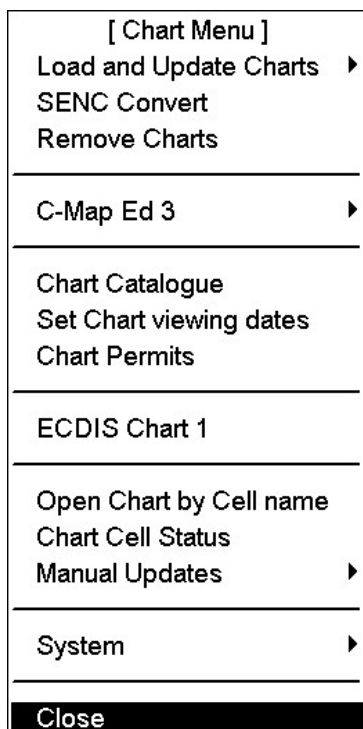 [ Chart Menu ]
Load and Update Charts
SENC Convert
Remove Charts
C-Map Ed 3
Chart Catalogue
Set Chart viewing dates
Chart Permits
ECDIS Chart 1
Open Chart by Cell name
Chart Cell Status
Manual Updates
System
Close